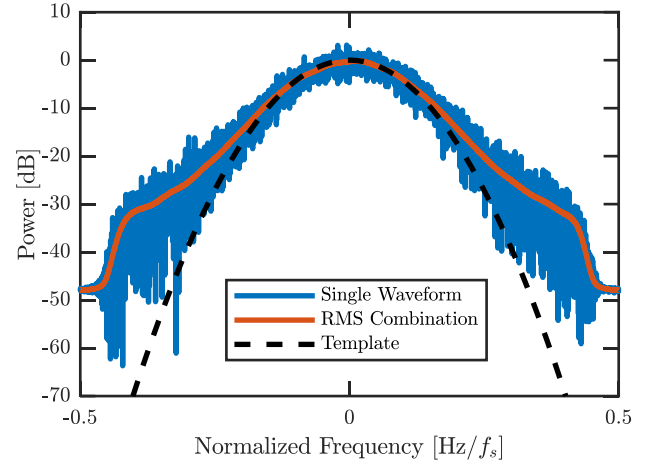 10
0
-10
-20
-30
-40
-50
-60
-70
Power [dB]
Single Waveform
RMS Combination
Template
-0.5
0
0.5
Normalized Frequency [Hz/f_s]